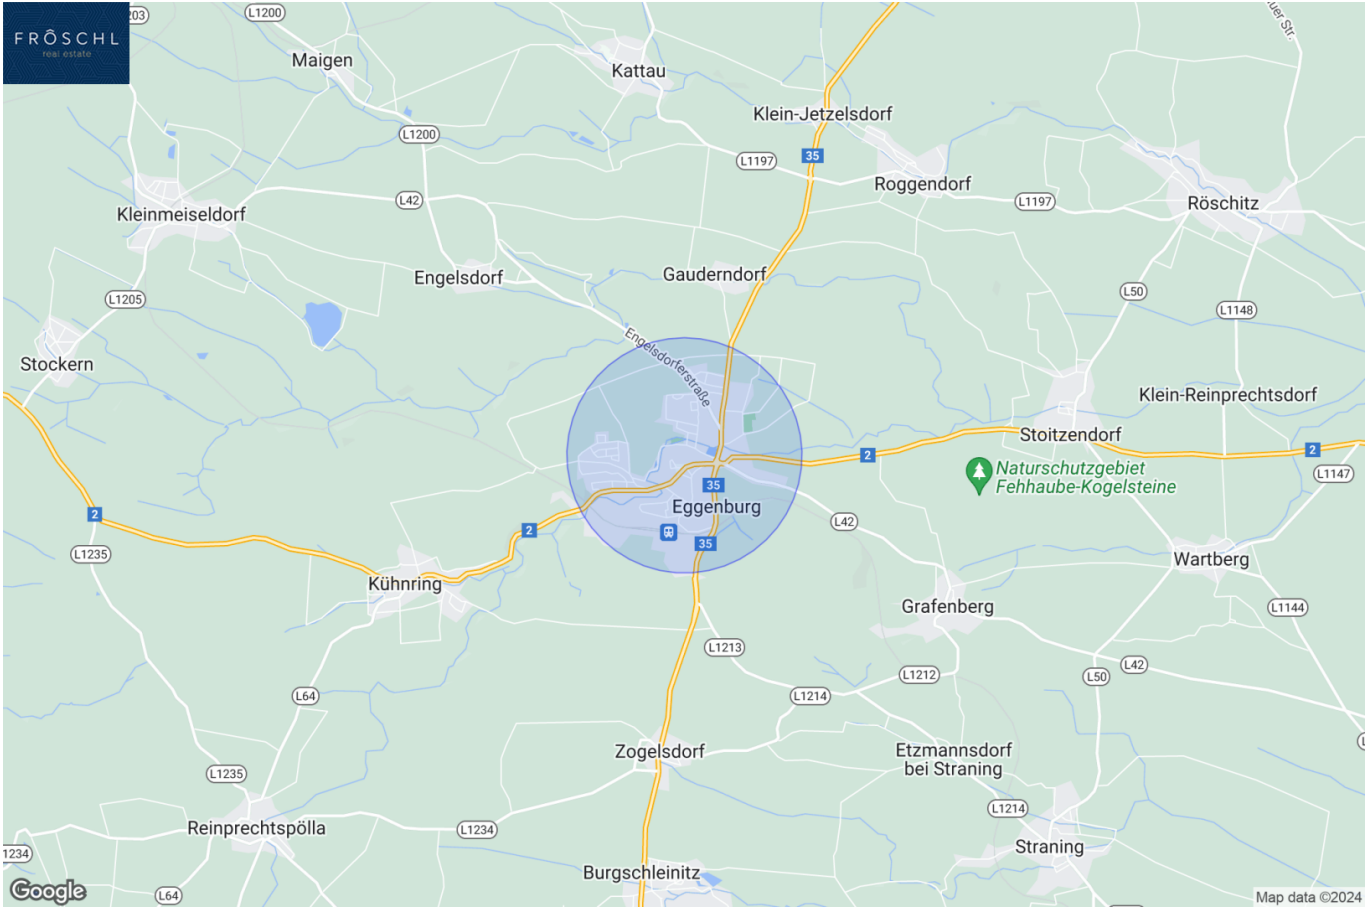 FRÔSCHL
real estate
203
L1200
Maigen
Kattau
uer Str.
Klein-Jetzelsdorf
L1200
35
L1197
Roggendorf
L42
L1197
Röschitz
Kleinmeiseldorf
Engelsdorf
Gauderndorf
L1205
L50
L1148
Stockern
Engelsdorferstraße
Klein-Reinprechtsdorf
Stoitzendorf
2
2
Naturschutzgebiet
Fehhaube-Kogelsteine
L1147
35
Eggenburg
2
L42
2
35
L1235
Wartberg
Kühnring
Grafenberg
L1144
L1213
L42
L1212
L50
L64
L1214
Zogelsdorf
Etzmannsdorf
bei Straning
L1235
L1214
Reinprechtspölla
L1234
Straning
1234
Burgschleinitz
L64
Google
Map data ©2024